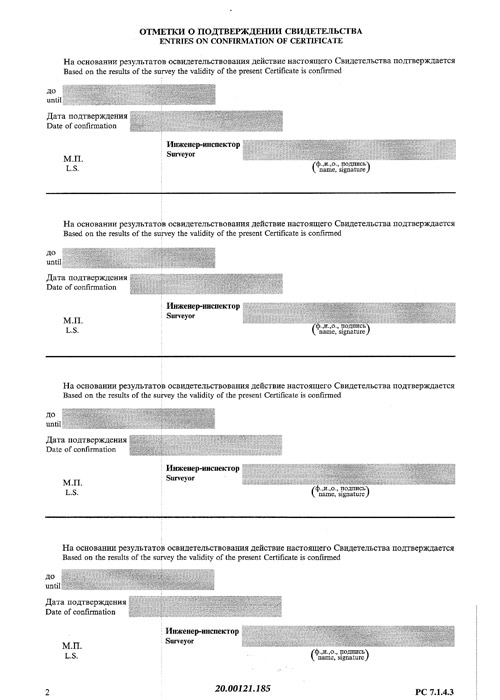 ОТМЕТКИ О ПОДТВЕРЖДЕНИИ СВИДЕТЕЛЬСТВА
ENTRIES ON CONFIRMATION OF CERTIFICATE
На основании результатов освидетельствования действие настоящего Свидетельства подтверждается
Based on the results of the survey the validity of the present Certificate is confirmed
до
until
Дата подтверждения
Date of confirmation
Инженер-инспектор
Surveyor
М.П.
L.S.
(ф.,и.,о., подпись
name, signature)
На основании результатов освидетельствования действие настоящего Свидетельства подтверждается
Based on the results of the survey the validity of the present Certificate is confirmed
до
until
Дата подтверждения
Date of confirmation
Инженер-инспектор
Surveyor
М.П.
L.S.
(ф.,и.,о., подпись
name, signature)
На основании результатов освидетельствования действие настоящего Свидетельства подтверждается
Based on the results of the survey the validity of the present Certificate is confirmed
до
until
Дата подтверждения
Date of confirmation
Инженер-инспектор
Surveyor
М.П.
L.S.
(ф.,и.,о., подпись
name, signature)
На основании результатов освидетельствования действие настоящего Свидетельства подтверждается
Based on the results of the survey the validity of the present Certificate is confirmed
до
until
Дата подтверждения
Date of confirmation
Инженер-инспектор
Surveyor
М.П.
L.S.
(ф.,и.,о., подпись
name, signature)
2
20.00121.185
РС 7.1.4.3